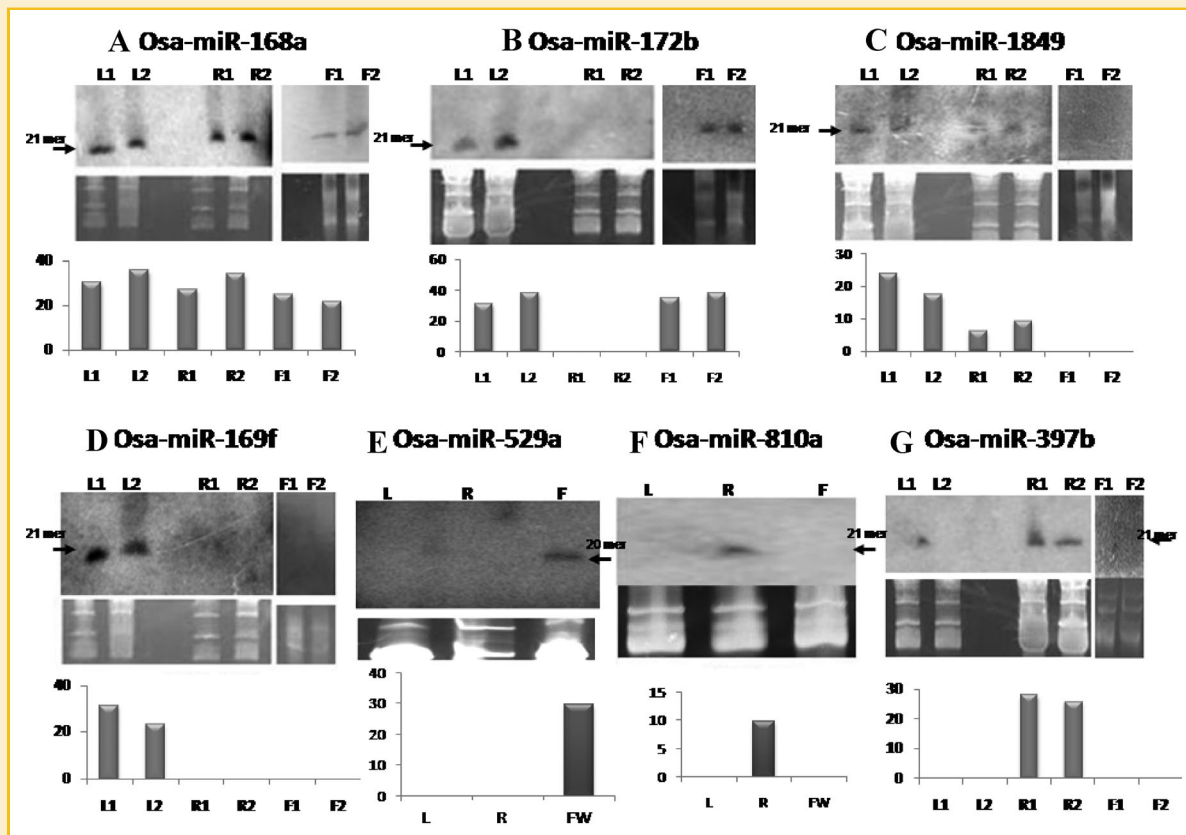 A Osa-miR-168a
L1 L2 R1 R2 F1 F2
21 mer
40
20
0
L1 L2 R1 R2 F1 F2
B Osa-miR-172b
L1 L2 R1 R2 F1 F2
21 mer
60
40
20
0
L1 L2 R1 R2 F1 F2
C Osa-miR-1849
L1 L2 R1 R2 F1 F2
21 mer
30
20
10
0
L1 L2 R1 R2 F1 F2
D Osa-miR-169f
L1 L2 R1 R2 F1 F2
21 mer
40
20
0
L1 L2 R1 R2 F1 F2
E Osa-miR-529a
L R F
20 mer
40
30
20
10
0
L R FW
F Osa-miR-810a
L R F
21 mer
15
10
5
0
L R F
G Osa-miR-397b
L1 L2 R1 R2 F1 F2
21 mer
30
20
10
0
L1 L2 R1 R2 F1 F2